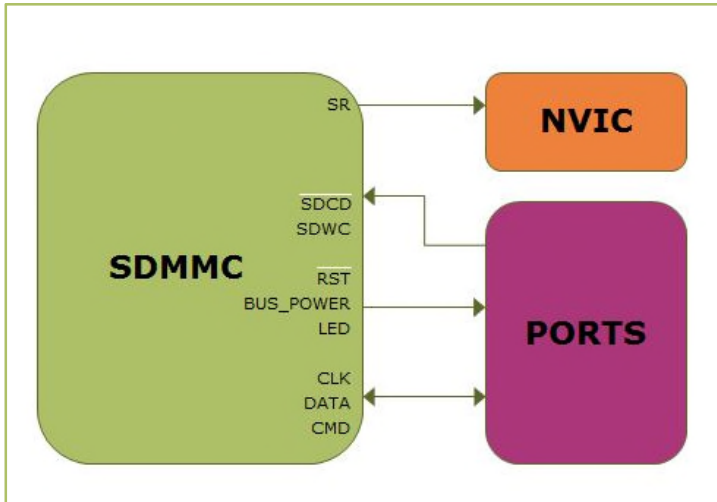 SR
NVIC
SDCD
SDWC
SDMMC
RST
BUS_POWER
LED
PORTS
CLK
DATA
CMD